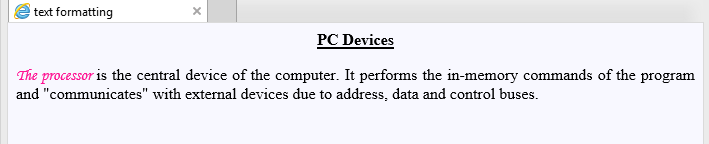 text formatting
PC Devices
The processor is the central device of the computer. It performs the in-memory commands of the program
and "communicates" with external devices due to address, data and control buses.